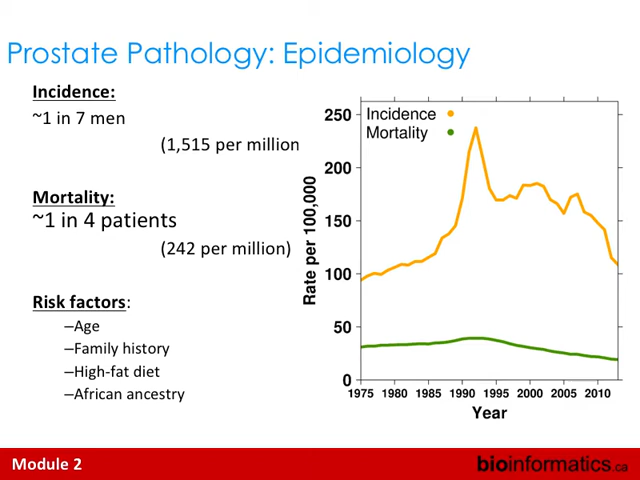 Prostate Pathology: Epidemiology
Incidence:
~1 in 7 men
(1,515 per million
Mortality:
~1 in 4 patients
(242 per million)
Risk factors:
–Age
–Family history
–High-fat diet
–African ancestry
Incidence
Mortality
Rate per 100,000
250
200
150
100
50
0
1975 1980 1985 1990 1995 2000 2005 2010
Year
Module 2
bioinformatics.ca